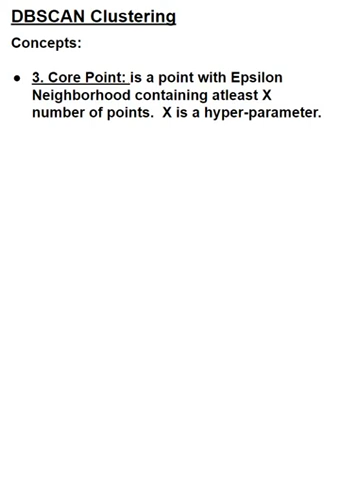 DBSCAN Clustering
Concepts:
● 3. Core Point: is a point with Epsilon
Neighborhood containing atleast X
number of points.  X is a hyper-parameter.